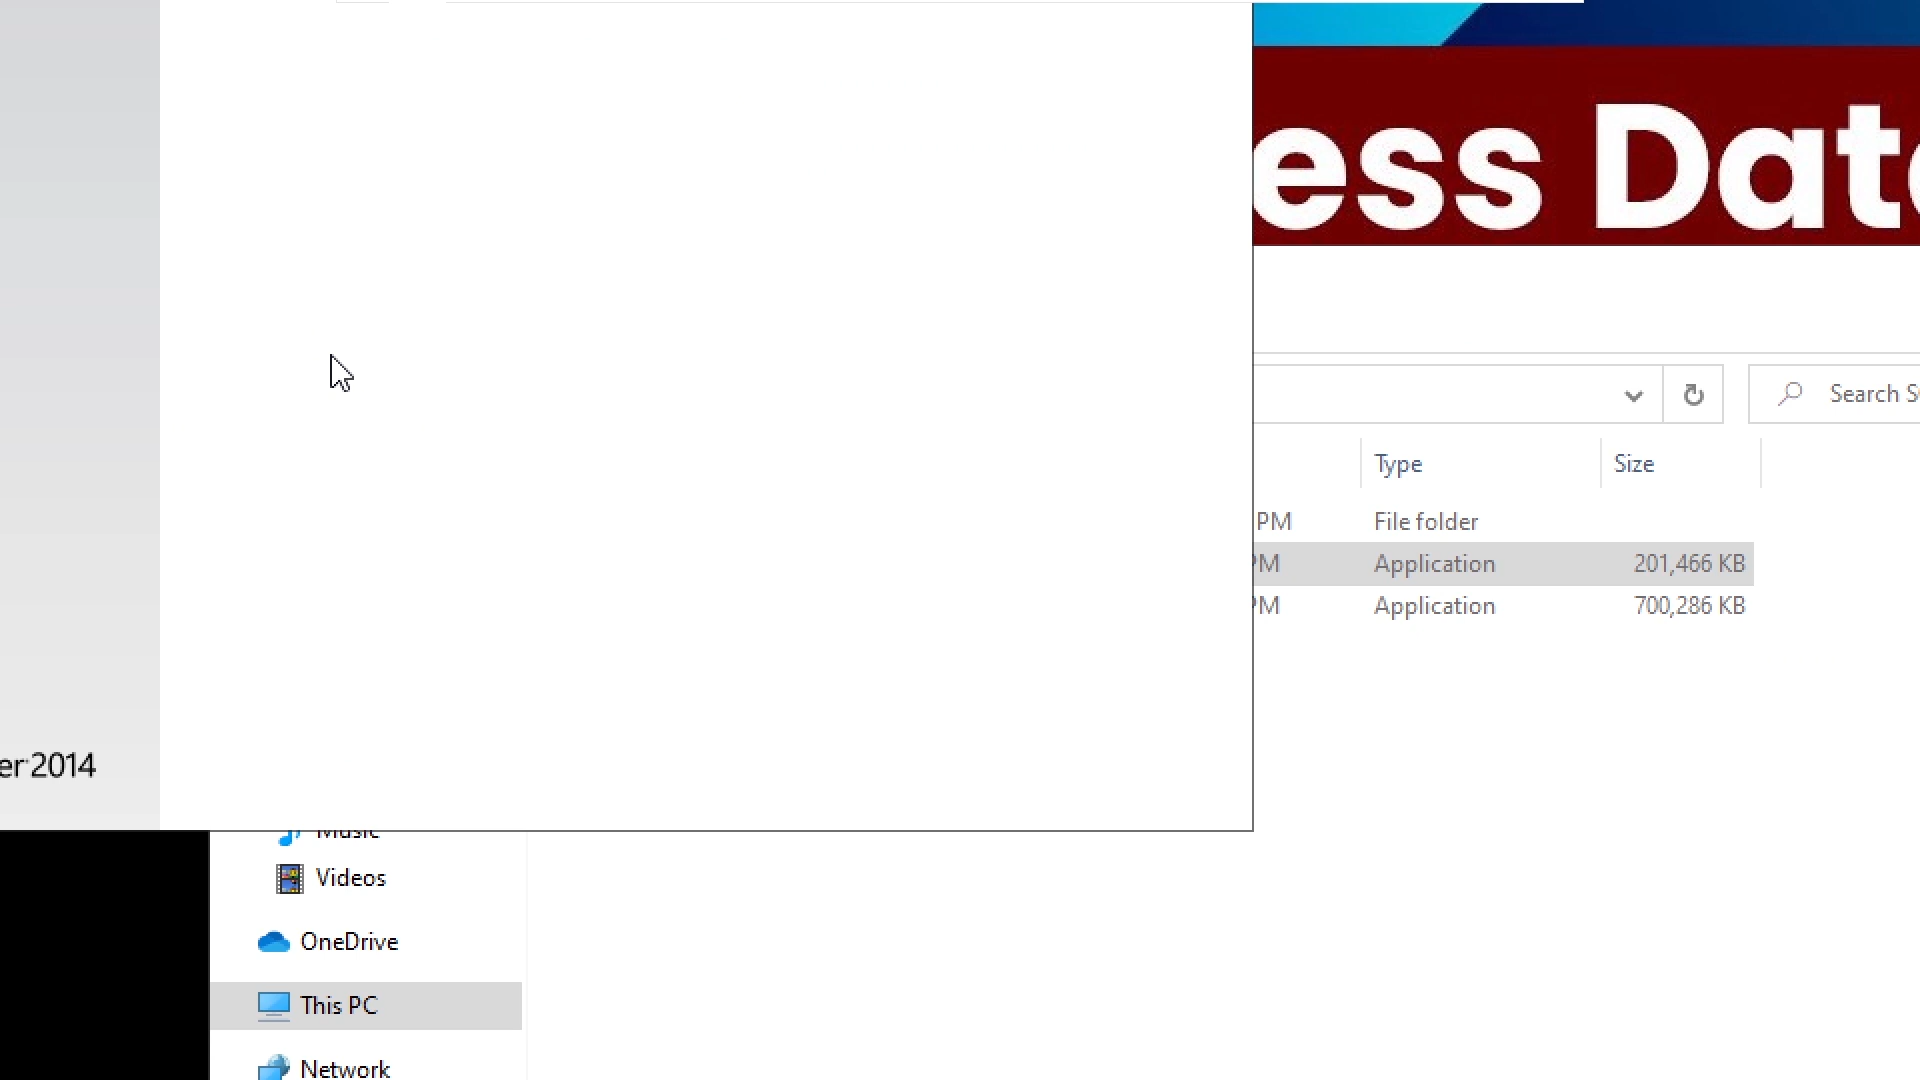 ess Dat
Search S
Type Size
PM File folder
PM Application 201,466 KB
PM Application 700,286 KB
er 2014
Music
Videos
OneDrive
This PC
Network